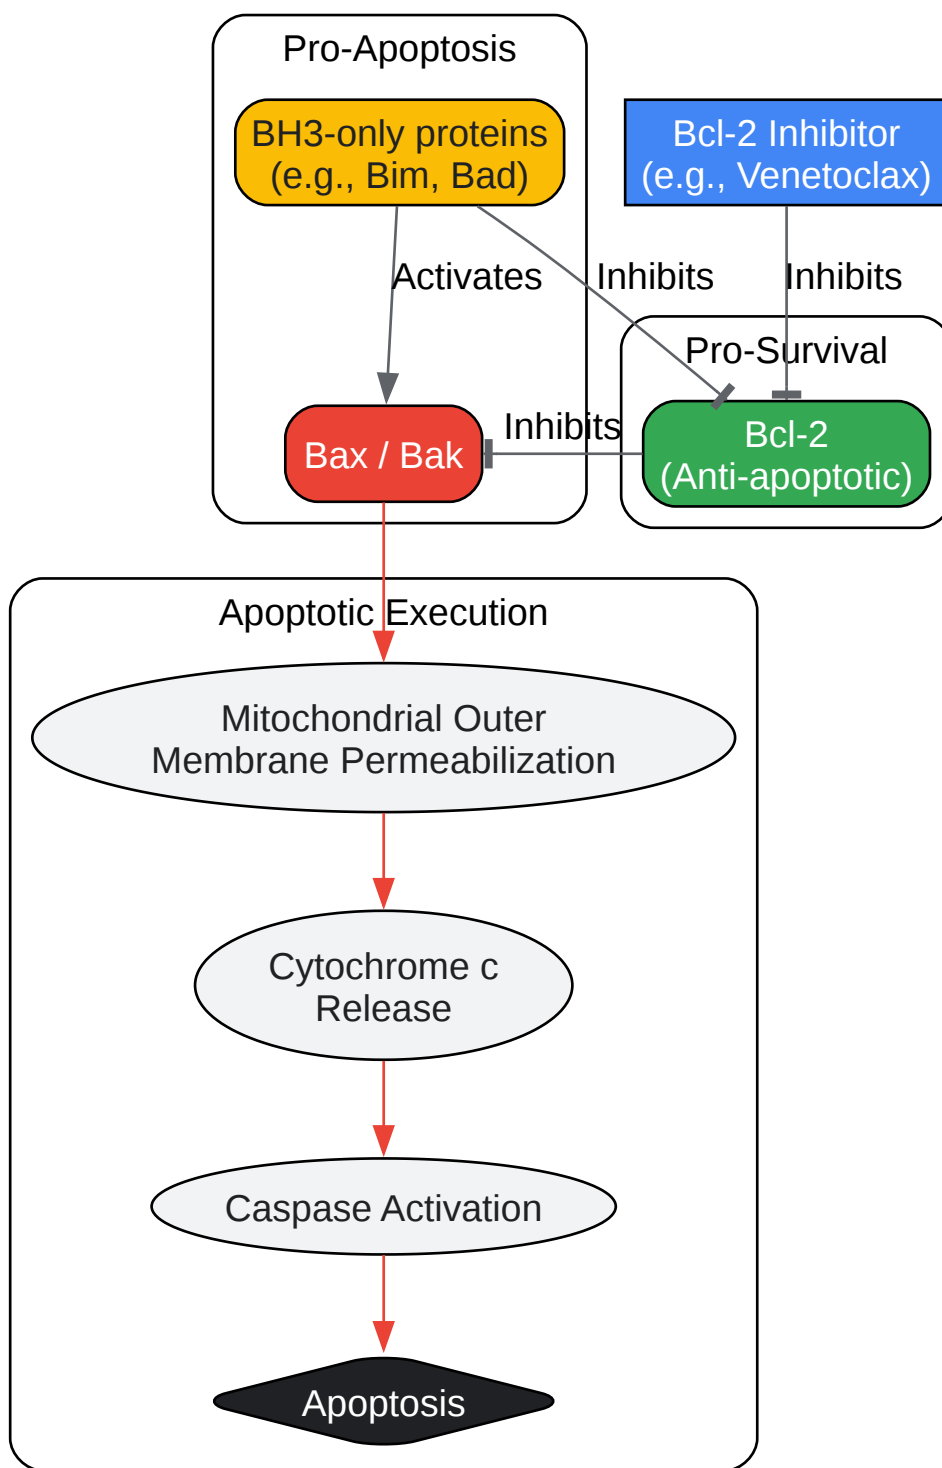 Pro-Apoptosis
BH3-only proteins
(e.g., Bim, Bad)
Bcl-2 Inhibitor
(e.g., Venetoclax)
Activates
Inhibits
Inhibits
Pro-Survival
Inhibits
Bax / Bak
Bcl-2
(Anti-apoptotic)
Apoptotic Execution
Mitochondrial Outer
Membrane Permeabilization
Cytochrome c
Release
Caspase Activation
Apoptosis